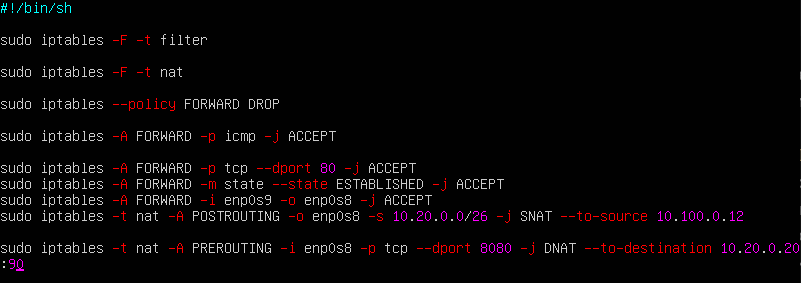 #!/bin/sh
sudo iptables -F -t filter
sudo iptables -F -t nat
sudo iptables --policy FORWARD DROP
sudo iptables -A FORWARD -p icmp -j ACCEPT
sudo iptables -A FORWARD -p tcp --dport 80 -j ACCEPT
sudo iptables -A FORWARD -m state --state ESTABLISHED -j ACCEPT
sudo iptables -A FORWARD -i enp0s9 -o enp0s8 -j ACCEPT
sudo iptables -t nat -A POSTROUTING -o enp0s8 -s 10.20.0.0/26 -j SNAT --to-source 10.100.0.12
sudo iptables -t nat -A PREROUTING -i enp0s8 -p tcp --dport 8080 -j DNAT --to-destination 10.20.0.20
:90